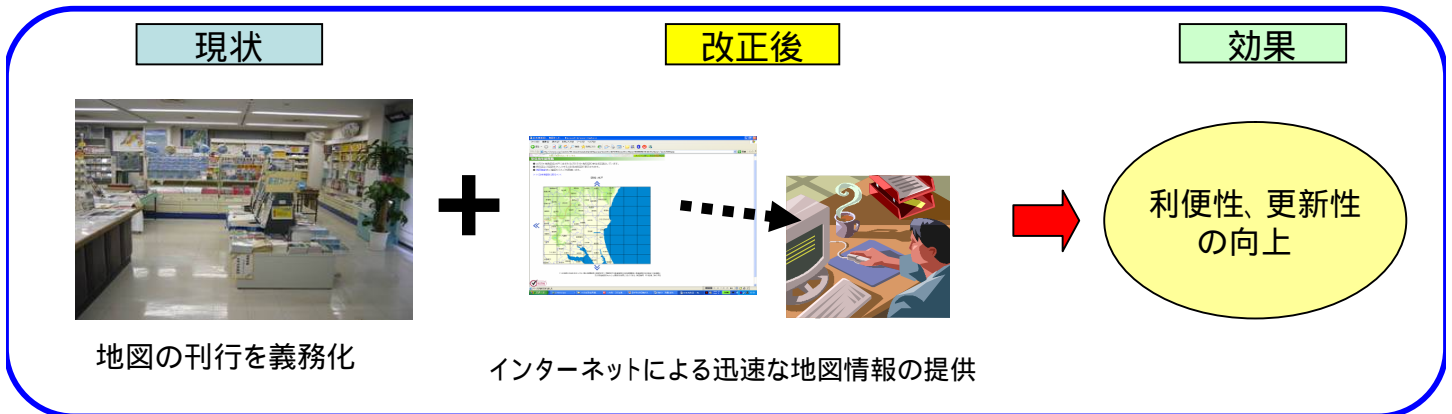 現状
改正後
効果
地図の刊行を義務化
インターネットによる迅速な地図情報の提供
利便性、更新性
の向上